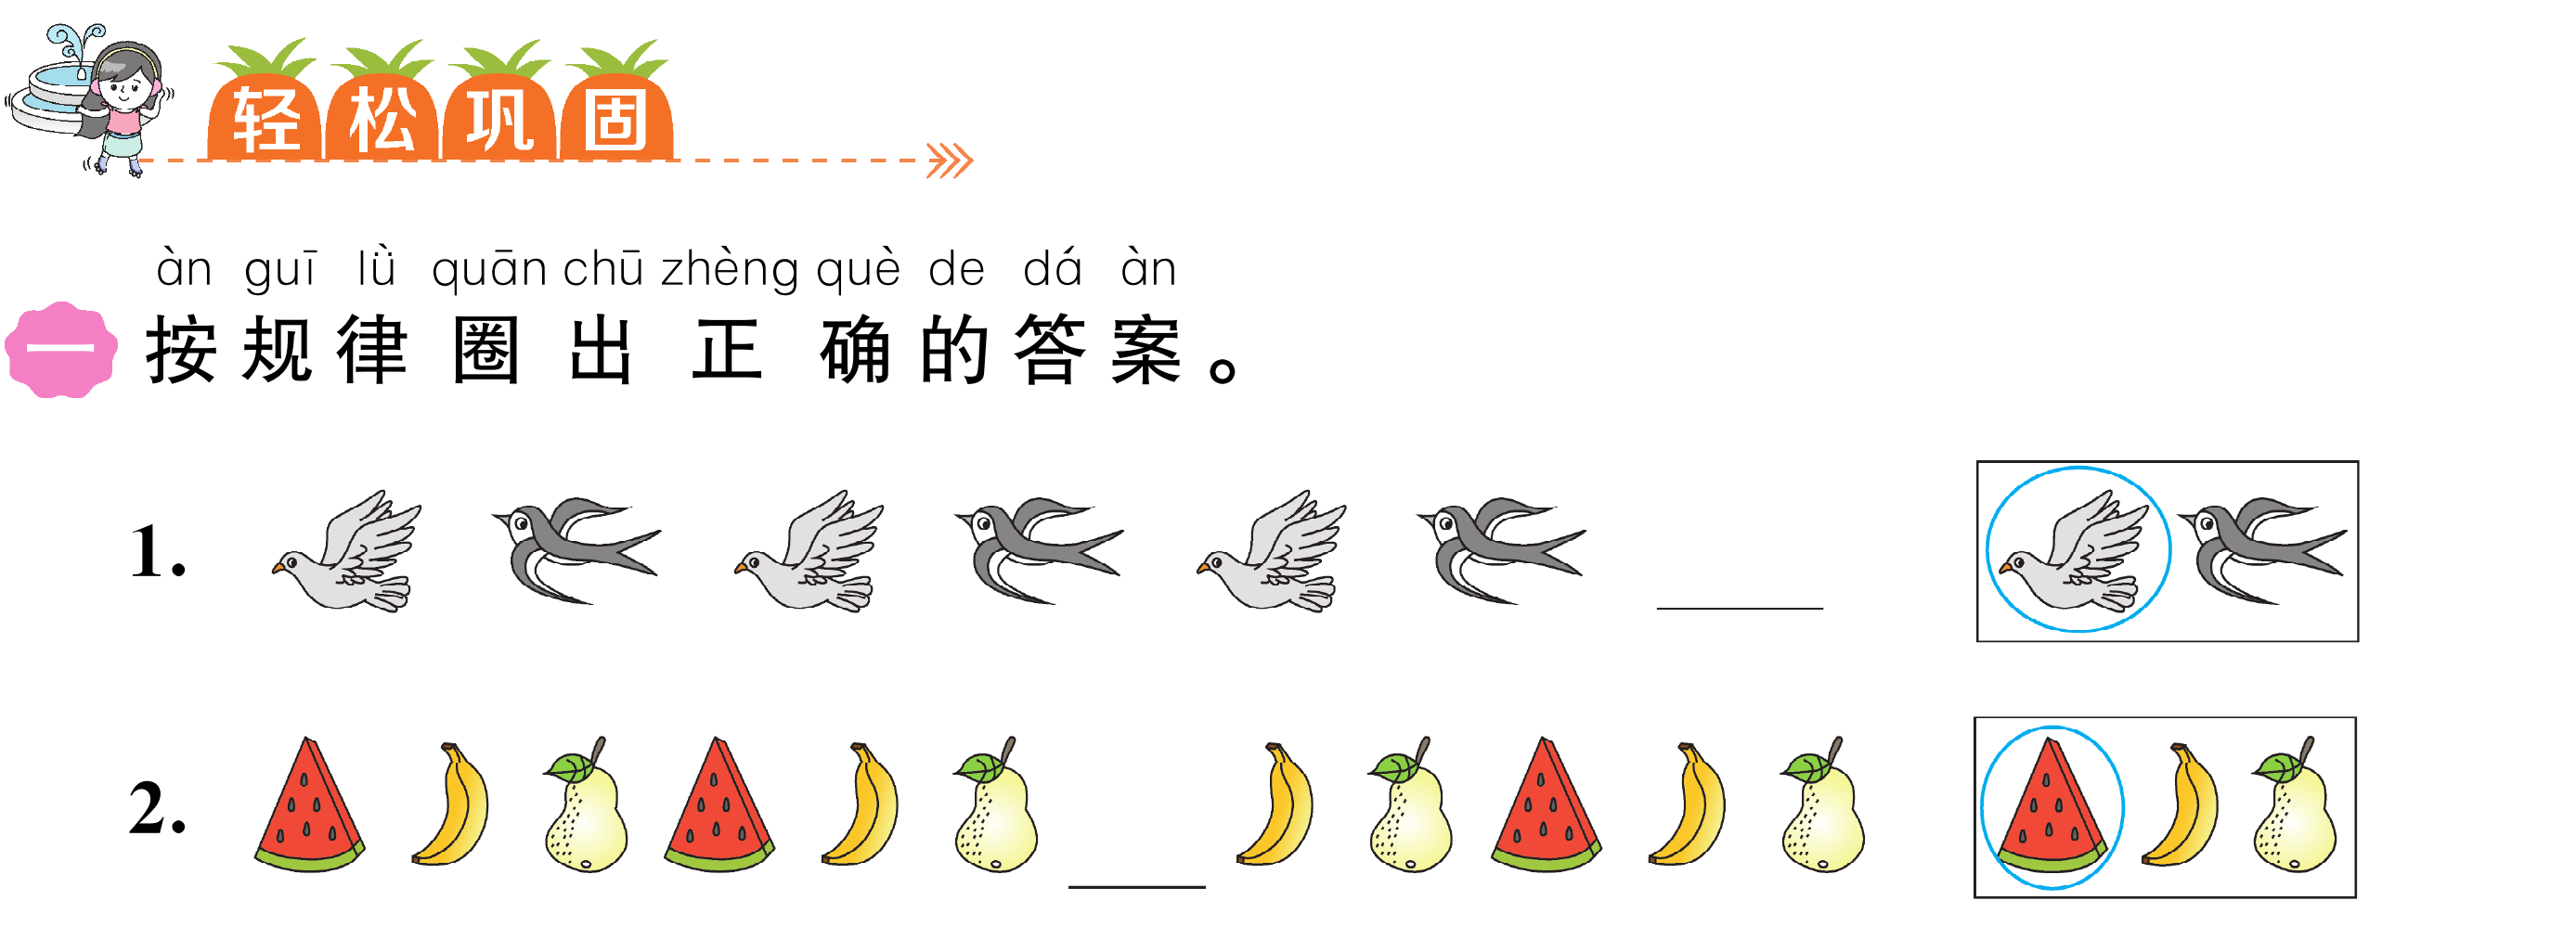 轻松巩固
àn guī lǜ quān chū zhèng què de dá àn
一 按规律圈出正确的答案。
1.
2.